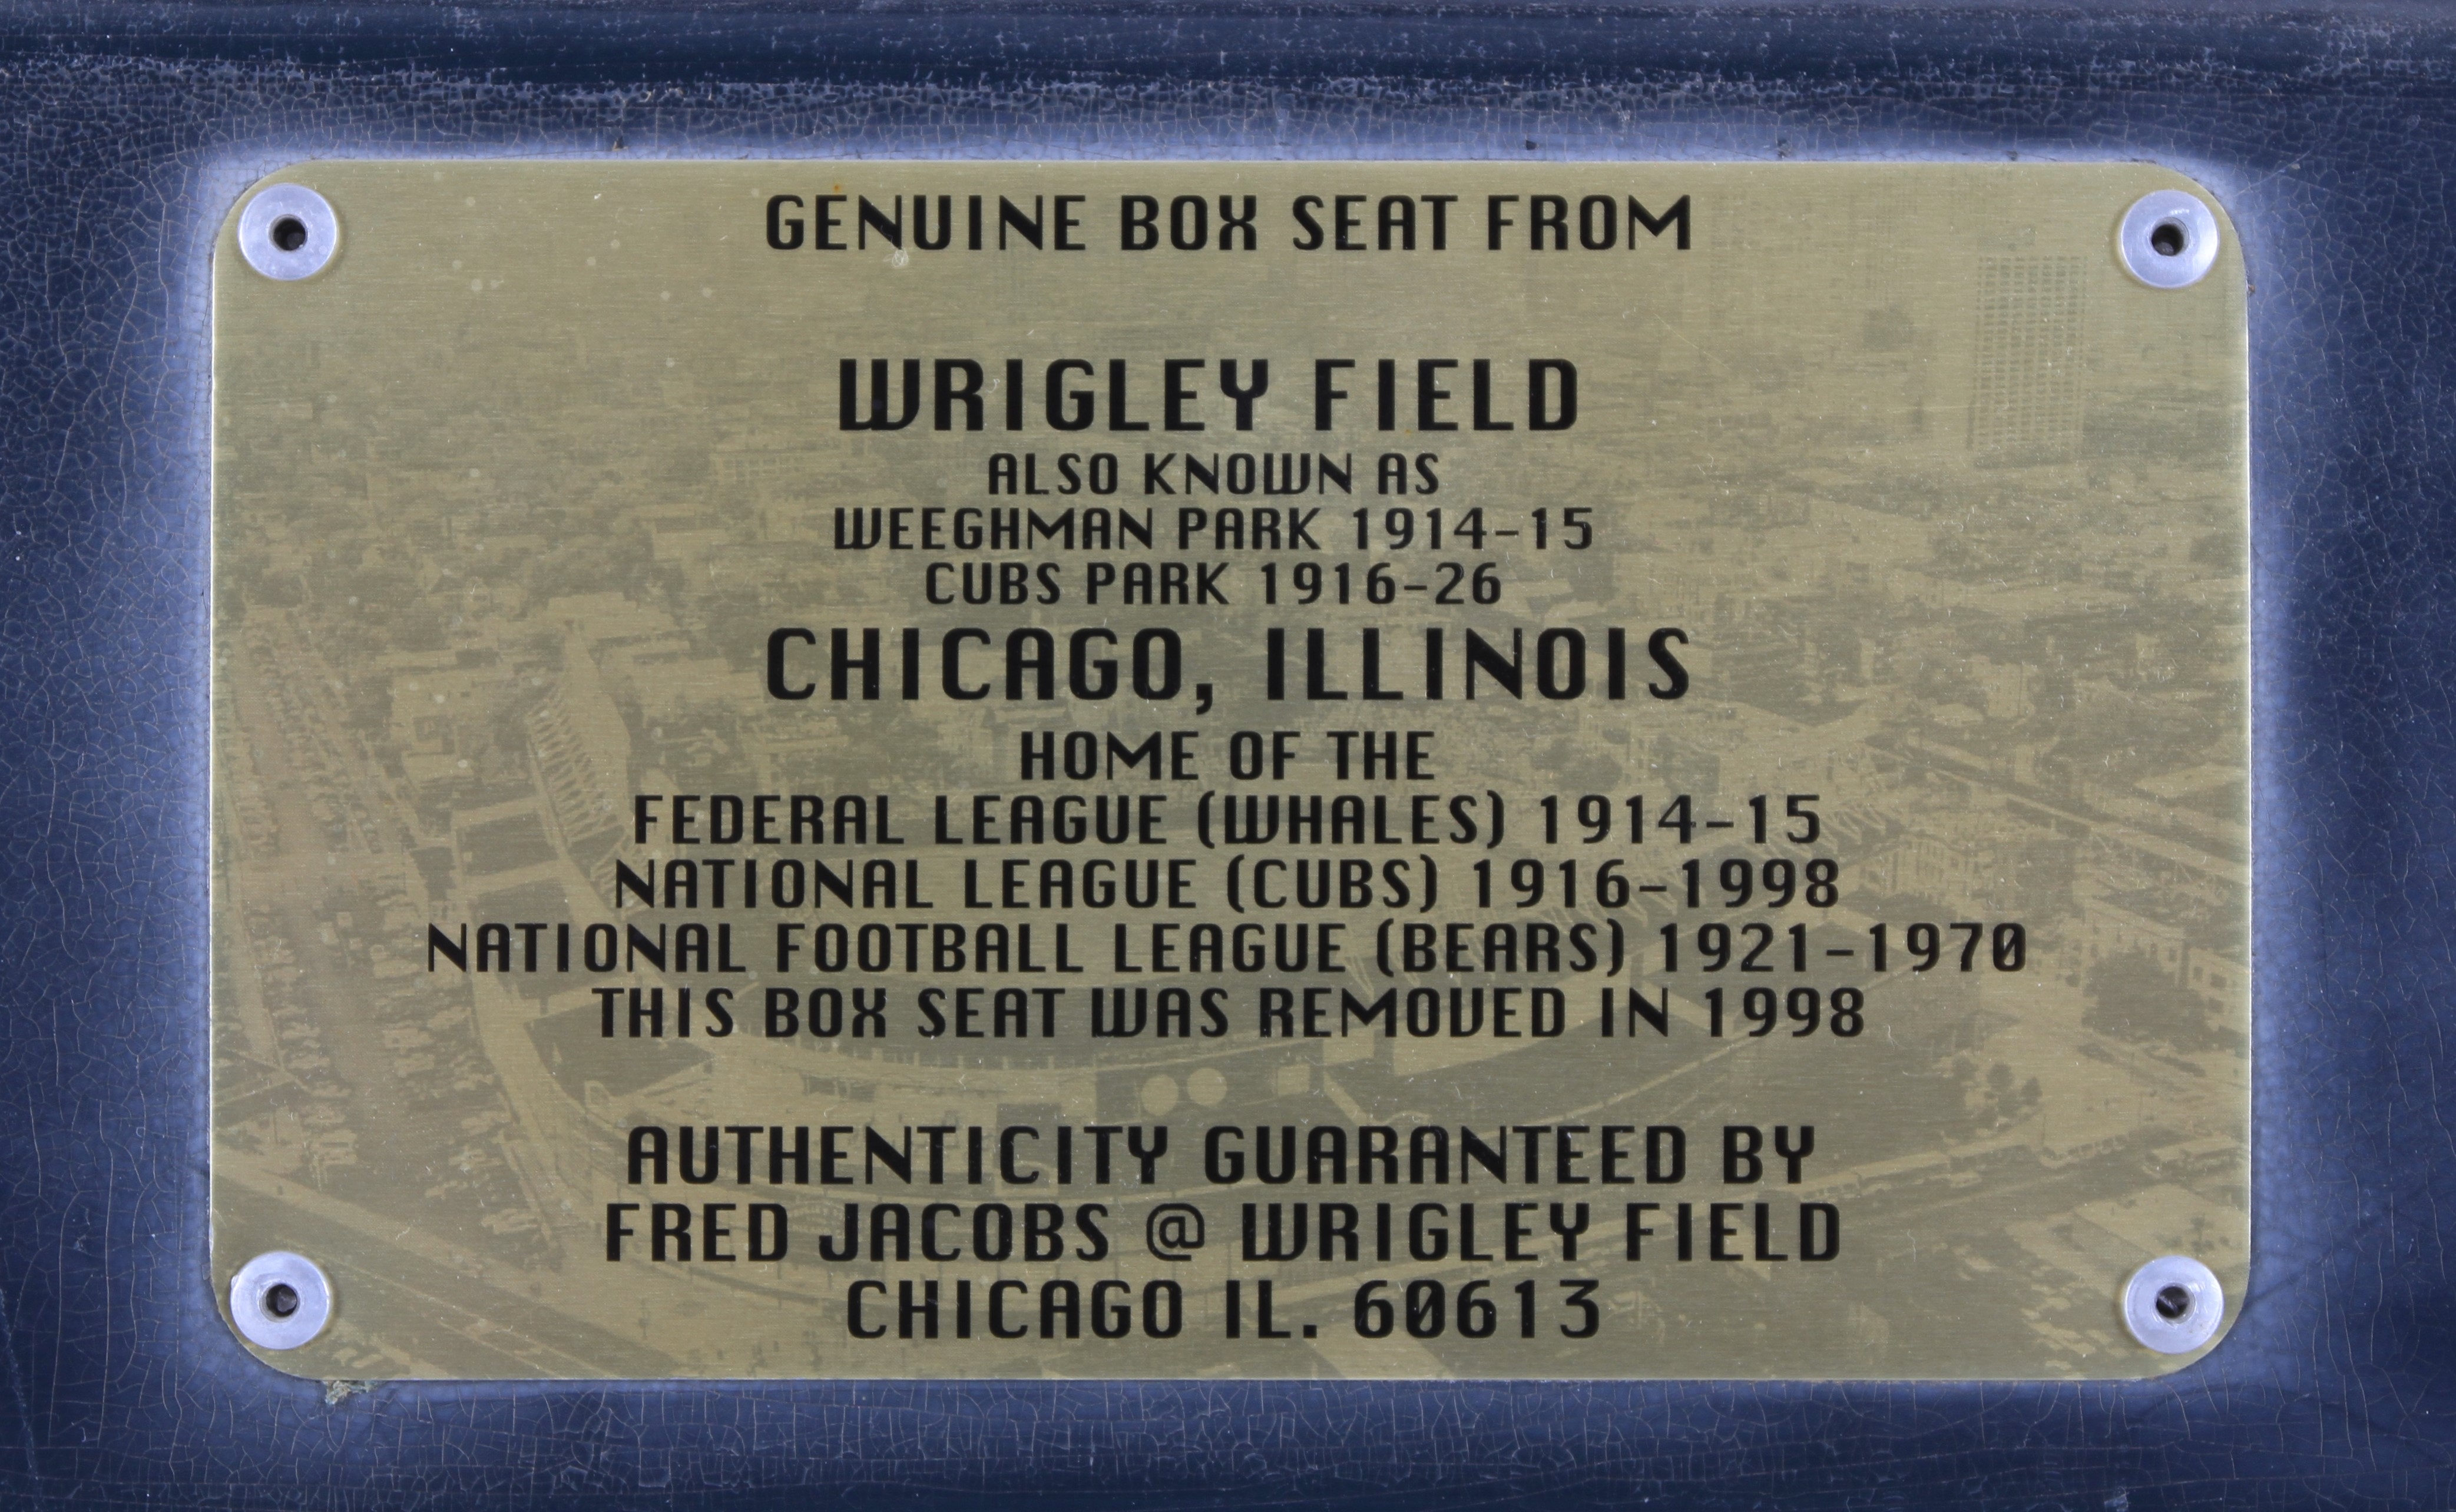 GENUINE BOX SEAT FROM
WRIGLEY FIELD
ALSO KNOWN AS
WEEGHMAN PARK 1914-15
CUBS PARK 1916-26
CHICAGO, ILLINOIS
HOME OF THE
FEDERAL LEAGUE (WHALES) 1914-15
NATIONAL LEAGUE (CUBS) 1916-1998
NATIONAL FOOTBALL LEAGUE (BEARS) 1921-1970
THIS BOX SEAT WAS REMOVED IN 1998
AUTHENTICITY GUARANTEED BY
FRED JACOBS @ WRIGLEY FIELD
CHICAGO IL. 60613